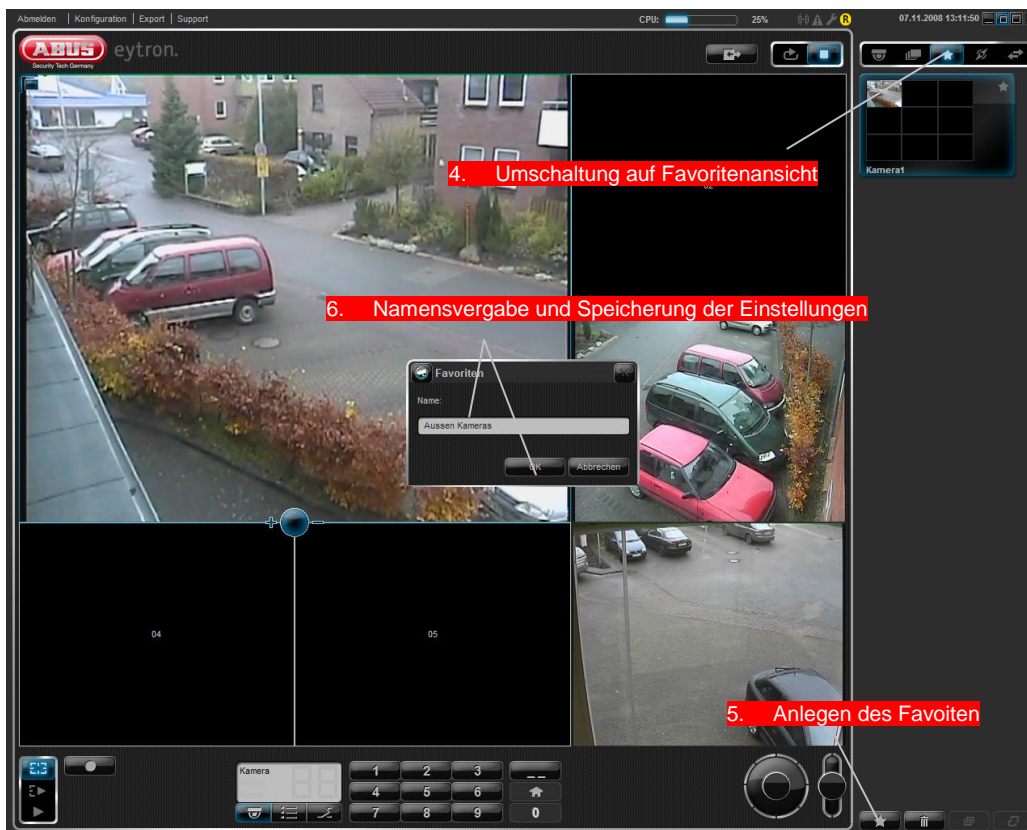 Abmelden | Konfiguration | Export | Support
CPU: 25% R 07.11.2008 13:11:50
ABUS eytron.
Security Tech Germany
4. Umschaltung auf Favoritenansicht
02
Kamera1
6. Namensvergabe und Speicherung der Einstellungen
Favoriten
Name:
Aussen Kameras
OK Abbrechen
04 05
5. Anlegen des Favoiten
Kamera
1 2 3 _ _
4 5 6
7 8 9 0